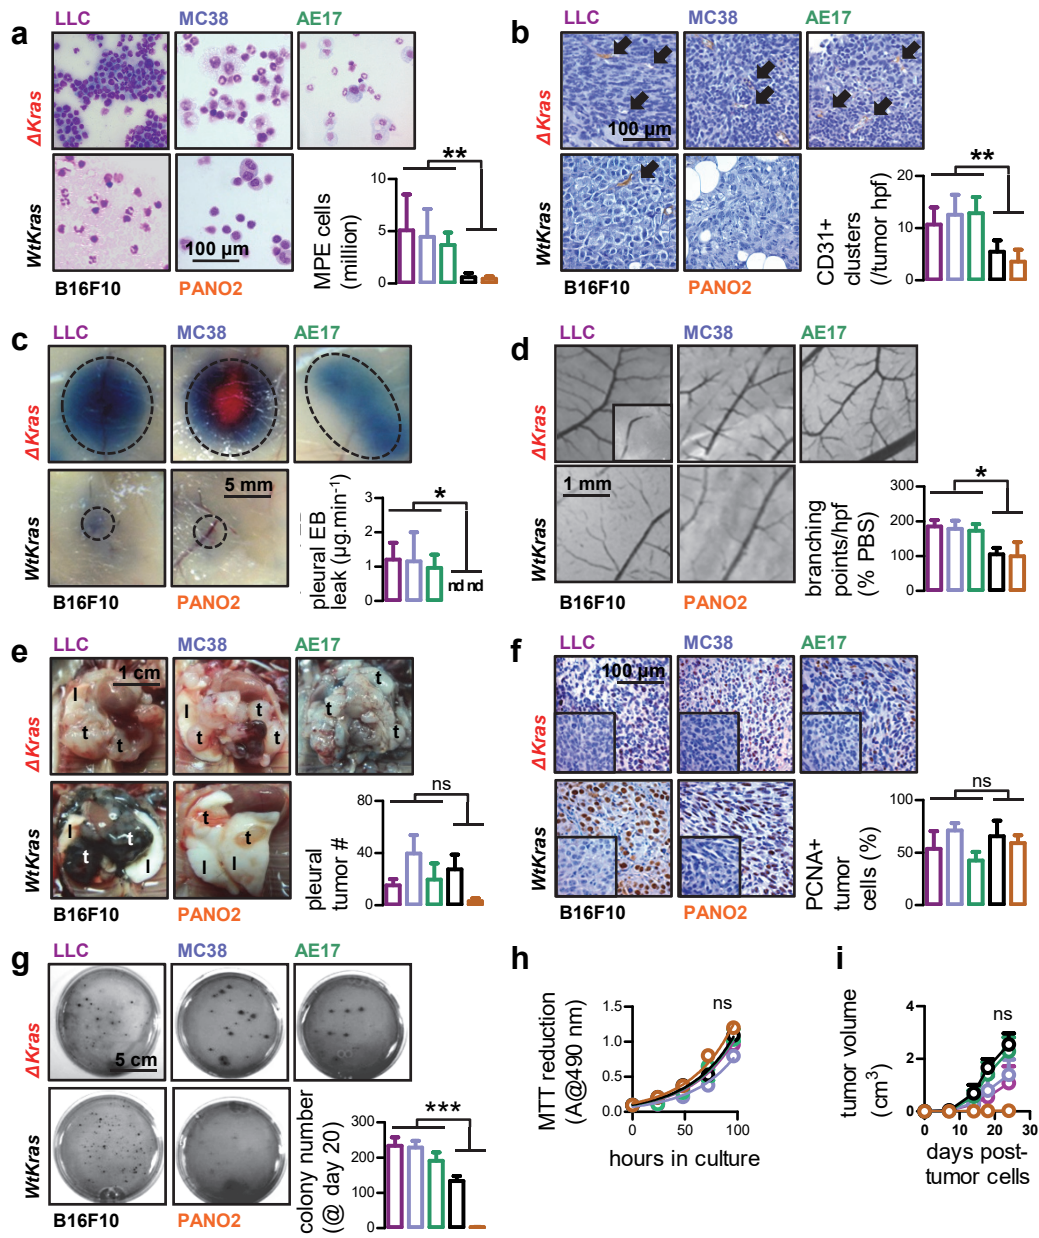 a
LLC MC38 AE17
ΔKras
WtKras
100 µm
**
10
5
0
MPE cells
(million)
B16F10 PANO2
b
LLC MC38 AE17
ΔKras
100 µm
WtKras
**
20
10
0
CD31+
clusters
(/tumor hpf)
B16F10 PANO2
c
LLC MC38 AE17
ΔKras
WtKras
5 mm
*
3
2
1
0
nd nd
pleural EB
leak (µg.min⁻¹)
B16F10 PANO2
d
LLC MC38 AE17
ΔKras
WtKras
1 mm
*
300
200
100
0
branching
points/hpf
(% PBS)
B16F10 PANO2
e
LLC MC38 AE17
ΔKras
1 cm
l t t
l t t t
t t
WtKras
l t t
t t l l
ns
80
40
0
pleural
tumor #
B16F10 PANO2
f
LLC MC38 AE17
ΔKras
100 µm
WtKras
ns
100
50
0
PCNA+
tumor
cells (%)
B16F10 PANO2
g
LLC MC38 AE17
ΔKras
5 cm
WtKras
***
300
200
100
0
colony number
(@ day 20)
B16F10 PANO2
h
ns
MTT reduction
(A@490 nm)
1.5
1.0
0.5
0
0 50 100
hours in culture
i
ns
tumor volume
(cm³)
4
2
0
0 10 20 30
days post-
tumor cells